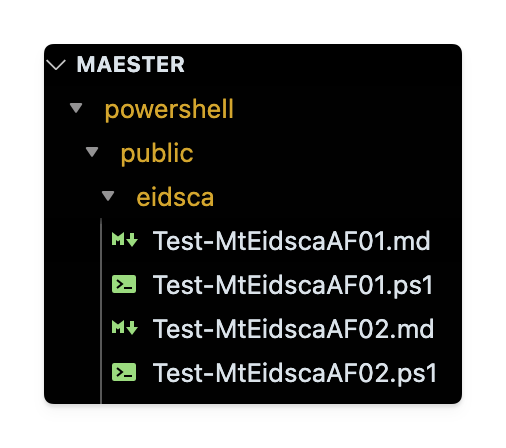 MAESTER
powershell
public
eidsca
Test-MtEidscaAF01.md
Test-MtEidscaAF01.ps1
Test-MtEidscaAF02.md
Test-MtEidscaAF02.ps1